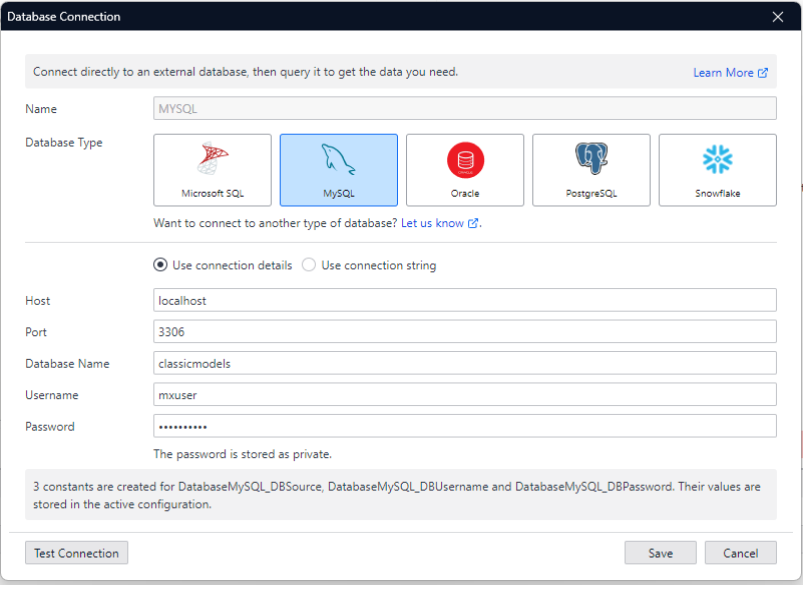 Database Connection
Connect directly to an external database, then query it to get the data you need.
Learn More
Name
MYSQL
Database Type
Microsoft SQL
MySQL
Oracle
PostgreSQL
Snowflake
Want to connect to another type of database? Let us know.
Use connection details
Use connection string
Host
localhost
Port
3306
Database Name
classicmodels
Username
mxuser
Password
••••••••••
The password is stored as private.
3 constants are created for DatabaseMySQL_DBSource, DatabaseMySQL_DBUsername and DatabaseMySQL_DBPassword. Their values are
stored in the active configuration.
Test Connection
Save
Cancel